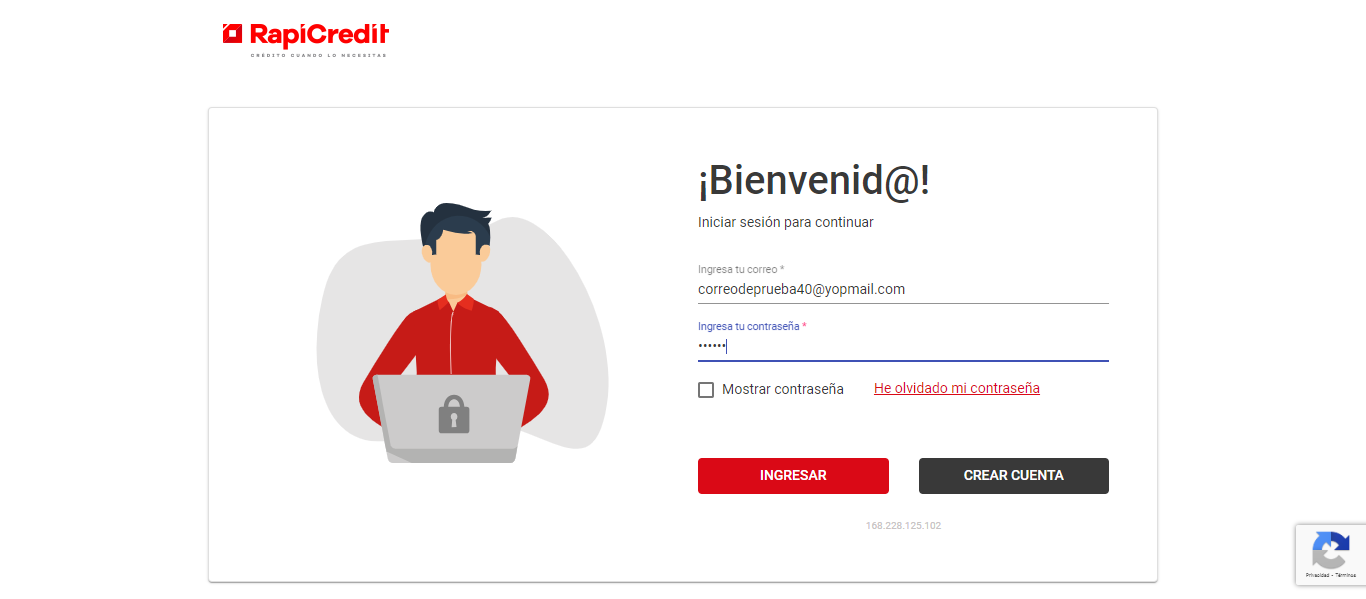 RapiCredit
CRÉDITO CUANDO LO NECESITAS
¡Bienvenid@!
Iniciar sesión para continuar
Ingresa tu correo *
correodeprueba40@yopmail.com
Ingresa tu contraseña *
••••••
Mostrar contraseña
He olvidado mi contraseña
INGRESAR
CREAR CUENTA
168.228.125.102
Privacidad - Términos